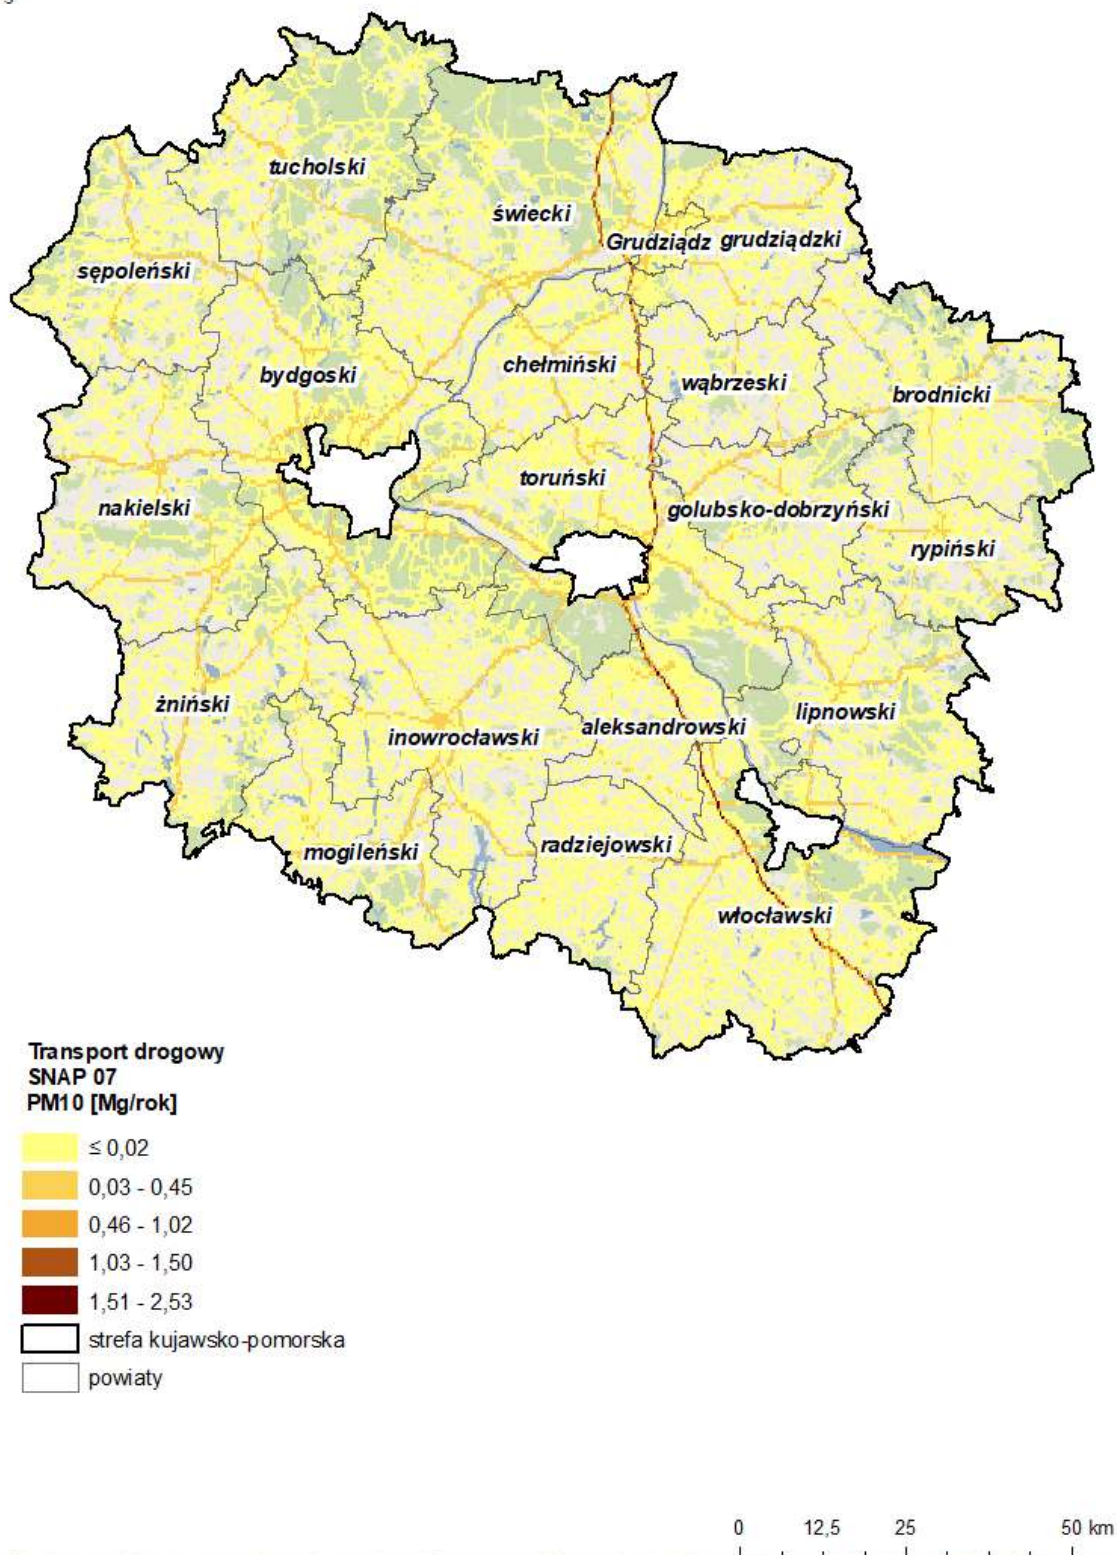 tucholski
świecki
Grudziądz grudziądzki
sępoleński
chełmiński
bydgoski
wąbrzeski
brodnicki
toruński
nakielski
golubsko-dobrzyński
rypiński
żniński
lipnowski
aleksandrowski
inowrocławski
radziejowski
mogileński
włocławski
Transport drogowy
SNAP 07
PM10 [Mg/rok]
≤ 0,02
0,03 - 0,45
0,46 - 1,02
1,03 - 1,50
1,51 - 2,53
strefa kujawsko-pomorska
powiaty
0 12,5 25 50 km